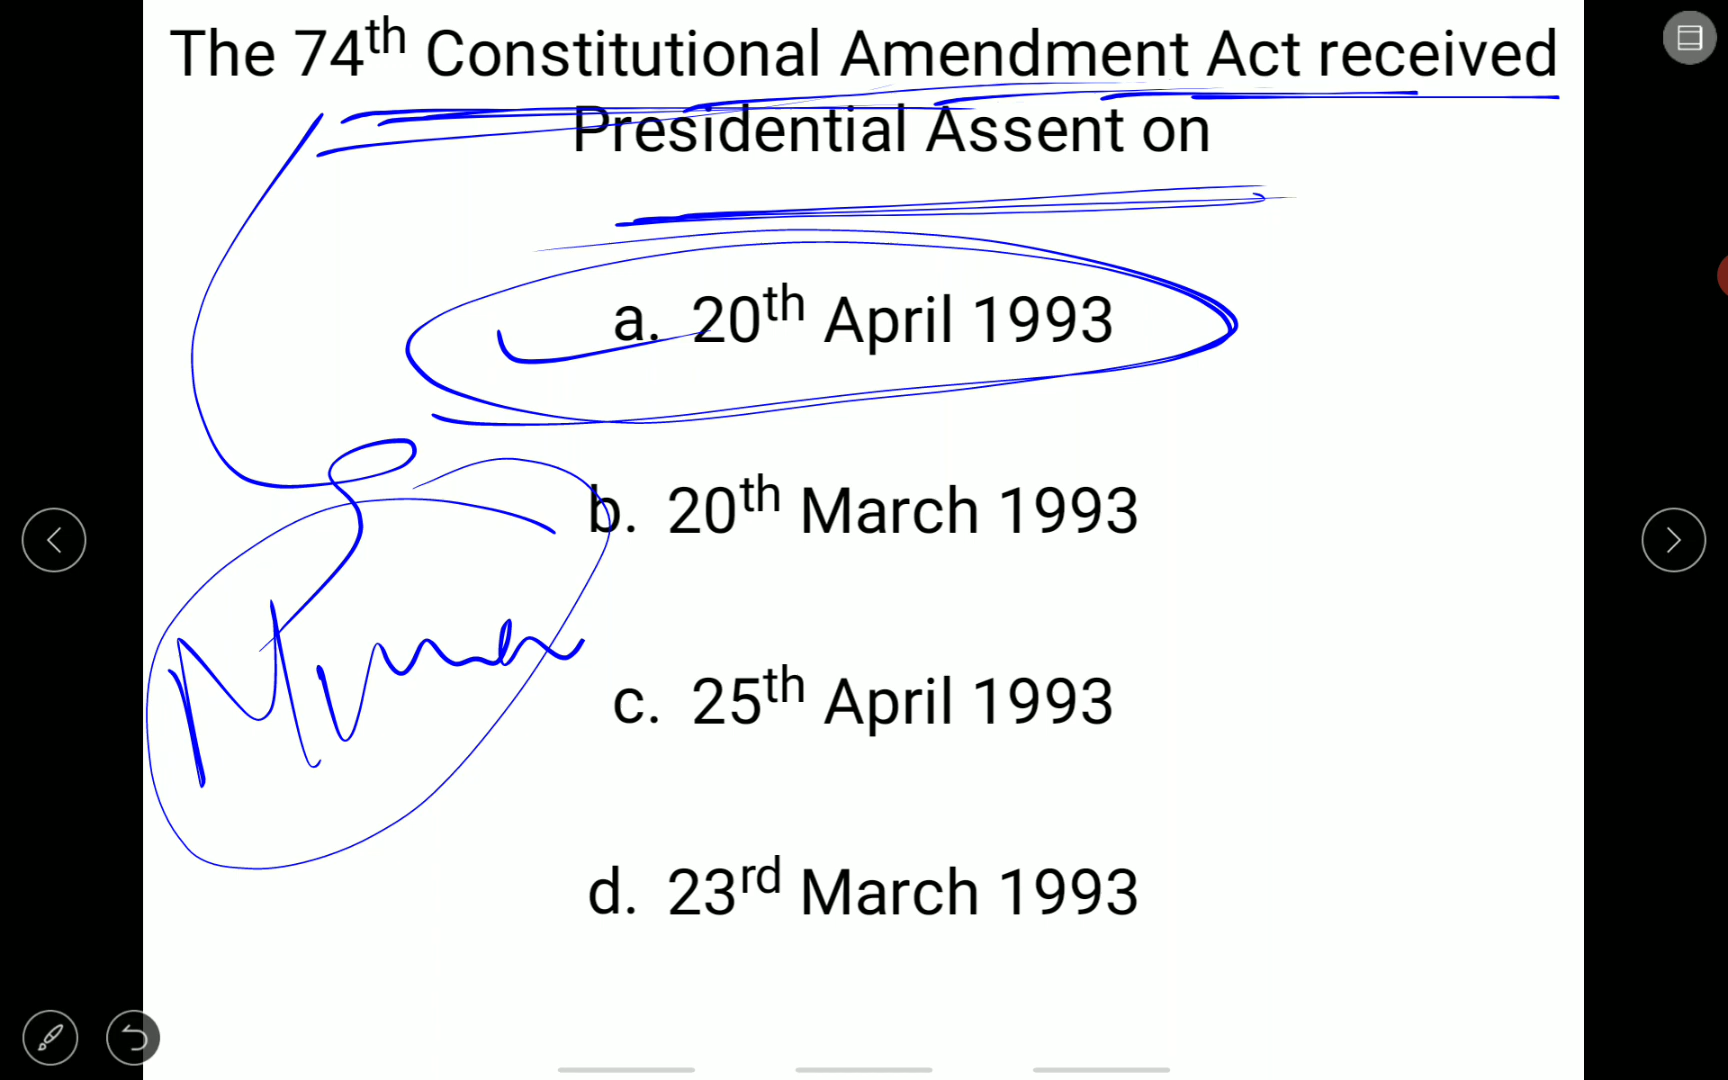 The 74th Constitutional Amendment Act received
Presidential Assent on
a. 20th April 1993
b. 20th March 1993
c. 25th April 1993
d. 23rd March 1993